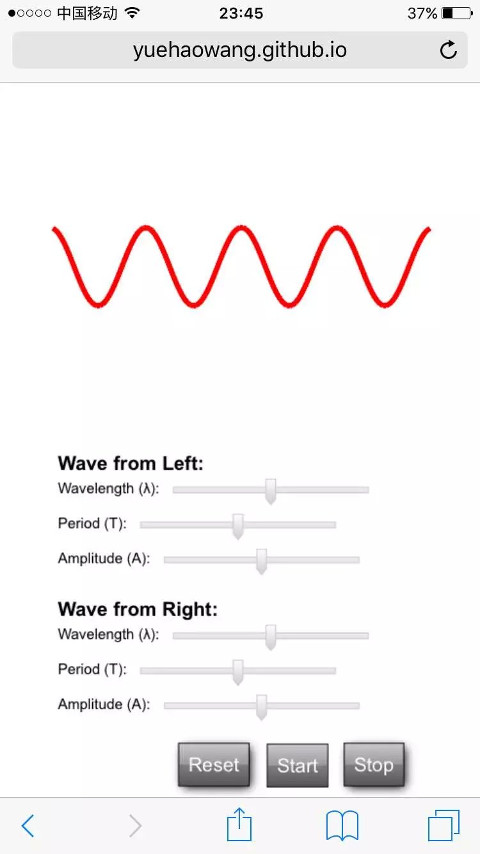 中国移动 23:45 37%
yuehaowang.github.io
Wave from Left:
Wavelength (λ):
Period (T):
Amplitude (A):
Wave from Right:
Wavelength (λ):
Period (T):
Amplitude (A):
Reset Start Stop